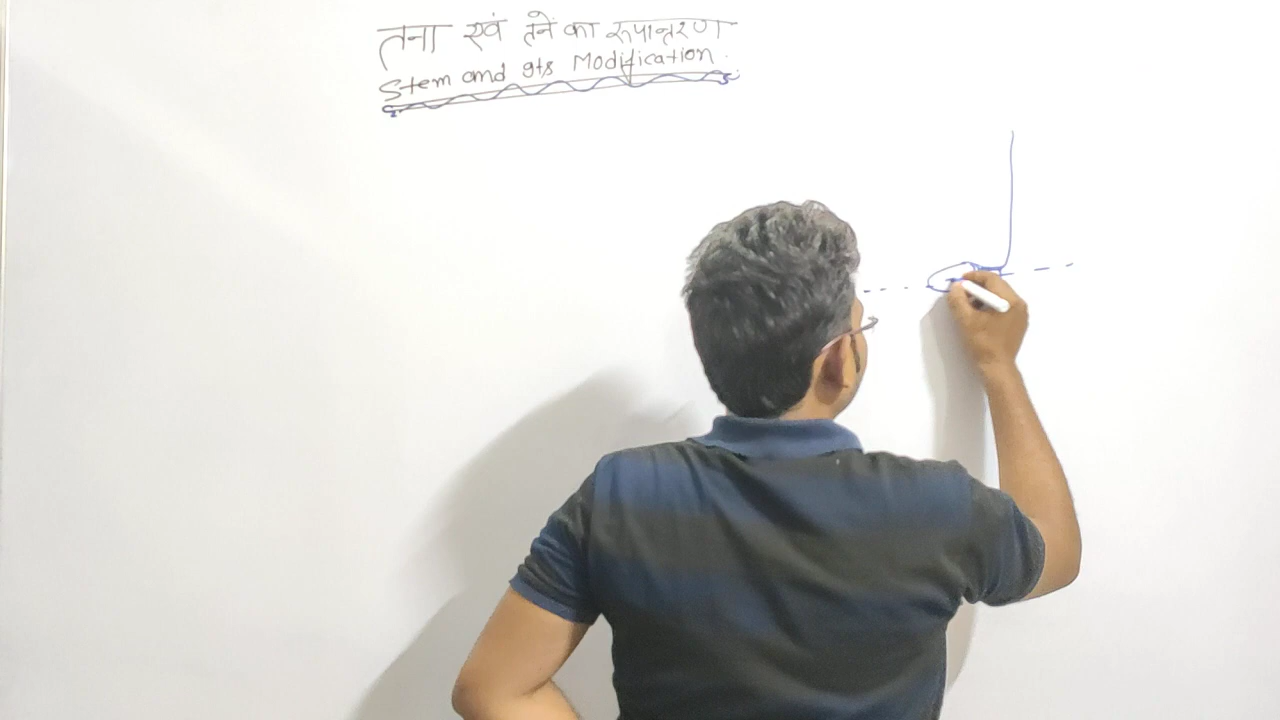 तना एवं तने का रूपान्तरण
Stem and Its Modification.